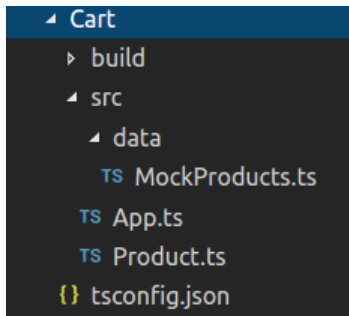 Cart
build
src
data
TS MockProducts.ts
TS App.ts
TS Product.ts
{} tsconfig.json